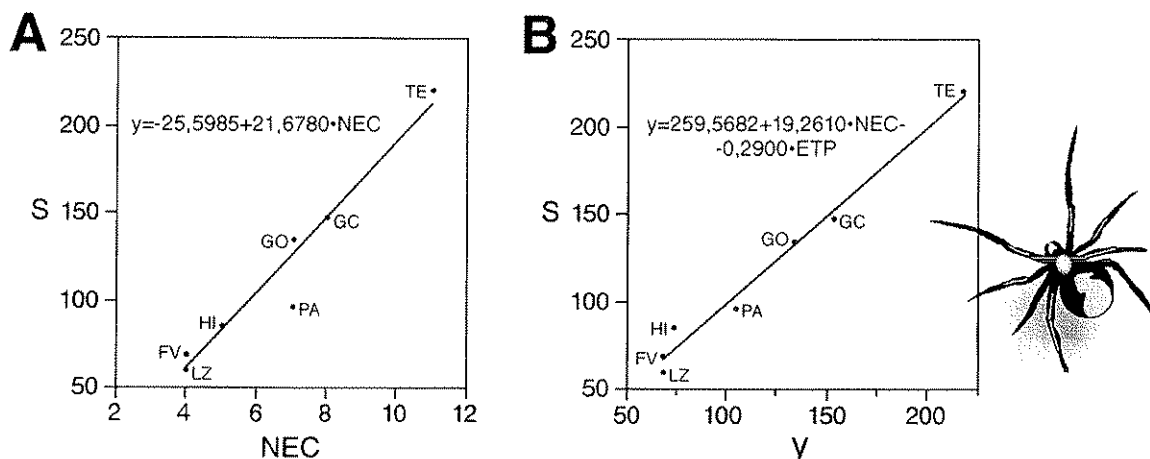 A
250
200
150
100
50
S
y=-25,5985+21,6780•NEC
TE
GO
GC
PA
HI
FV
LZ
2
4
6
8
10
12
NEC
B
250
200
150
100
50
S
y=259,5682+19,2610•NEC-
-0,2900•ETP
TE
GO
GC
PA
HI
FV
LZ
50
100
150
200
y